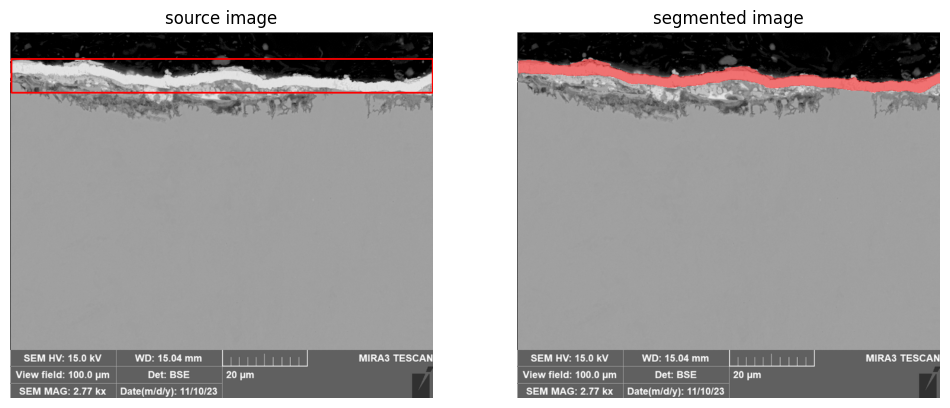 source image
segmented image
SEM HV: 15.0 kV WD: 15.04 mm MIRA3 TESCAN
View field: 100.0 µm Det: BSE 20 µm
SEM MAG: 2.77 kx Date(m/d/y): 11/10/23
SEM HV: 15.0 kV WD: 15.04 mm MIRA3 TESCAN
View field: 100.0 µm Det: BSE 20 µm
SEM MAG: 2.77 kx Date(m/d/y): 11/10/23